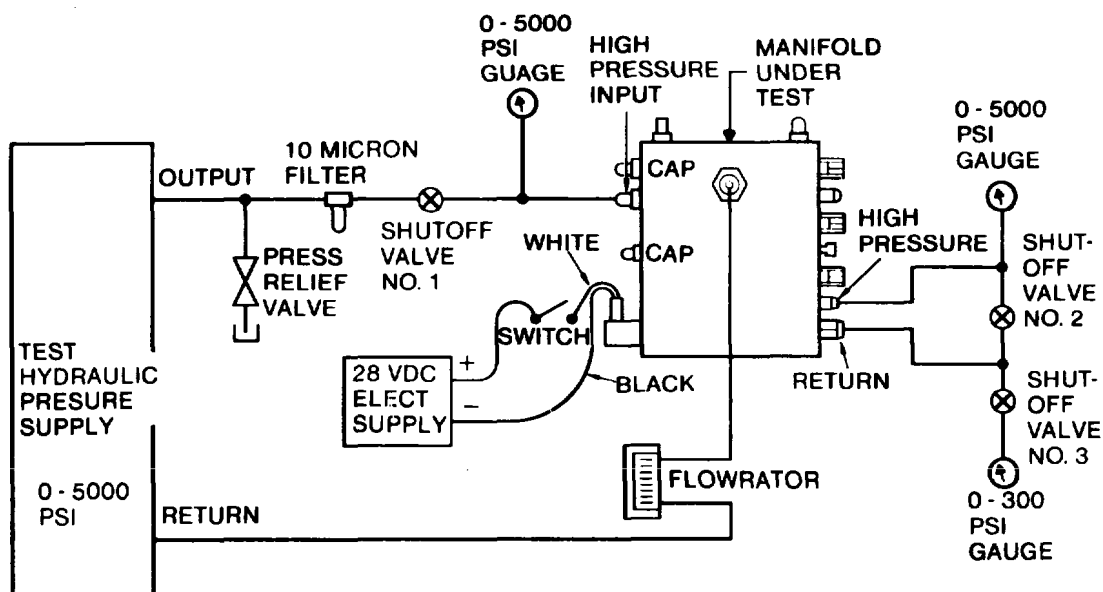 0 - 5000
PSI
GUAGE
HIGH
PRESSURE
INPUT
MANIFOLD
UNDER
TEST
0 - 5000
PSI
GAUGE
10 MICRON
FILTER
OUTPUT
CAP
CAP
SHUTOFF
VALVE
NO. 1
PRESS
RELIEF
VALVE
WHITE
SWITCH
HIGH
PRESSURE
SHUT-
OFF
VALVE
NO. 2
TEST
HYDRAULIC
PRESURE
SUPPLY
0 - 5000
PSI
+
28 VDC
ELECT
SUPPLY
−
BLACK
RETURN
SHUT-
OFF
VALVE
NO. 3
FLOWRATOR
RETURN
0 - 300
PSI
GAUGE